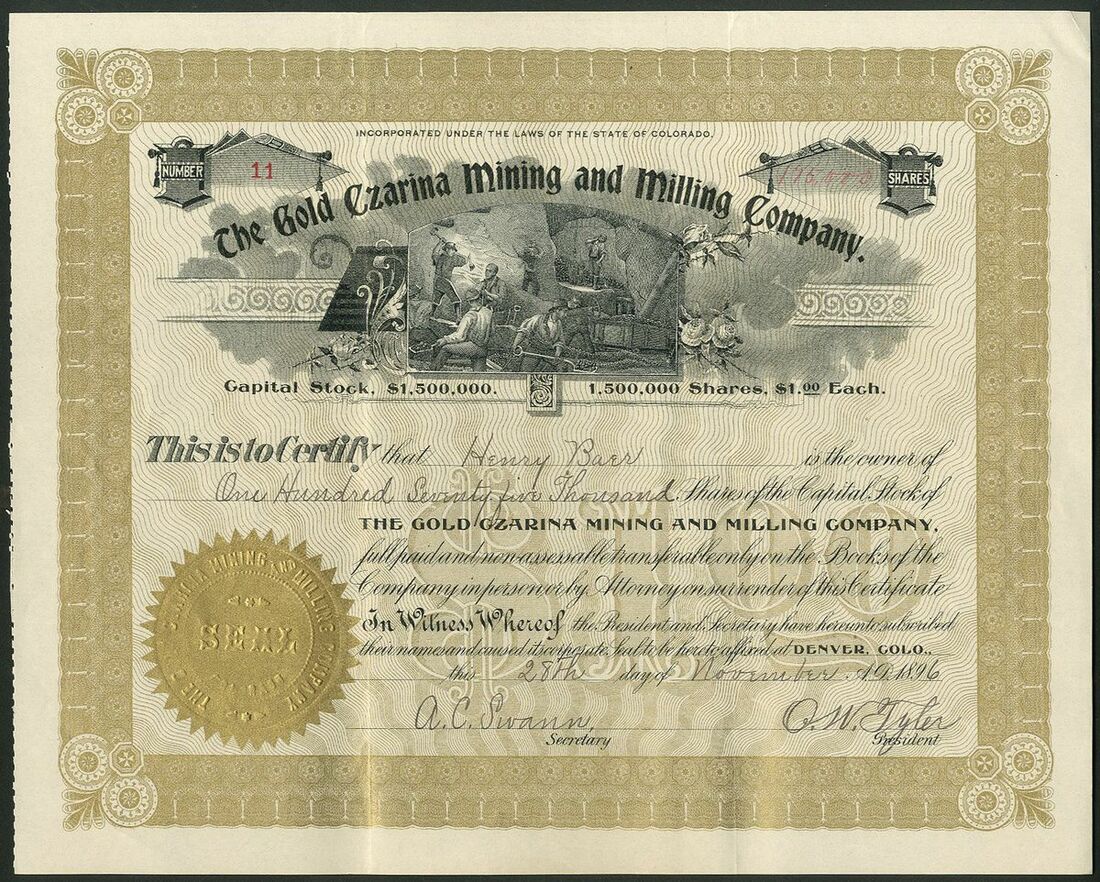 INCORPORATED UNDER THE LAWS OF THE STATE OF COLORADO.
NUMBER 11
SHARES
The Gold Czarina Mining and Milling Company.
Capital Stock, $1,500,000. 1,500,000 Shares, $1.00 Each.
This is to Certify that Henry Baer is the owner of
One Hundred Seventy five Thousand Shares of the Capital Stock of
THE GOLD CZARINA MINING AND MILLING COMPANY,
full paid and non-assessable transferable only on the Books of the
Company in person or by Attorney on surrender of this Certificate
In Witness Whereof the President and Secretary have hereunto subscribed
their names and caused its corporate Seal to be hereto affixed at DENVER, COLO.,
this 28th day of November A.D. 1896
A. C. Swann, O. W. Tyler
Secretary President
MINING AND MILLING COMPANY
SEAL